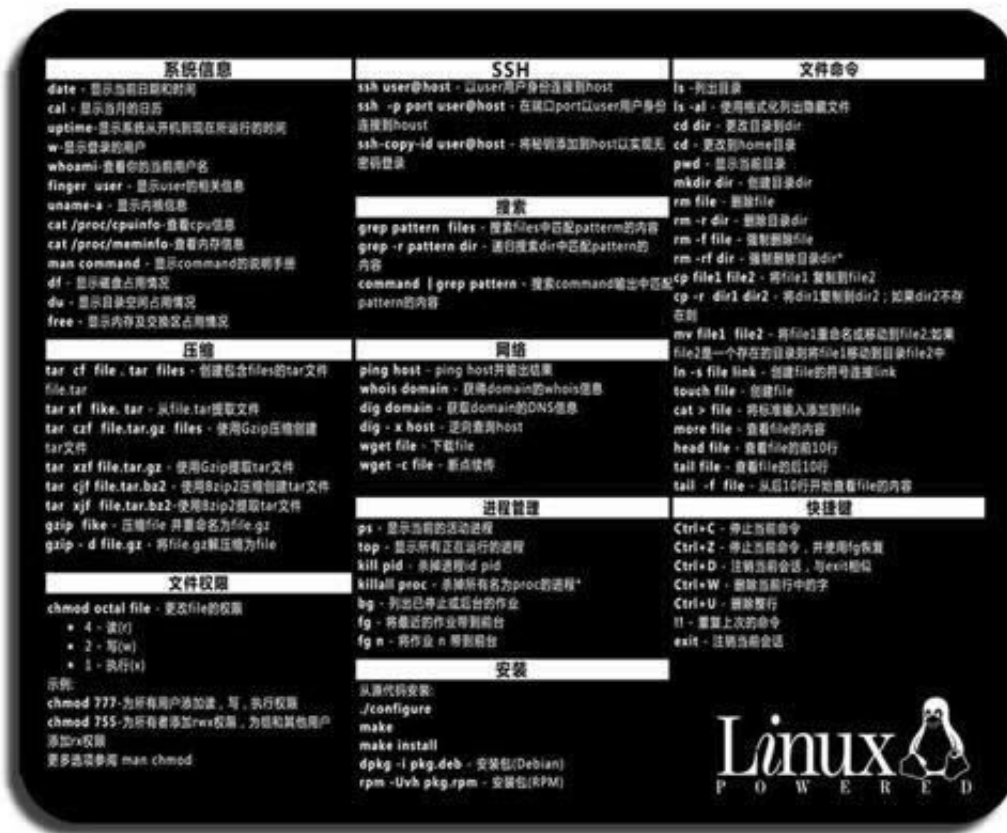 系统信息
date - 显示当前日期和时间
cal - 显示当月的日历
uptime-显示系统从开机到现在所运行的时间
w-显示登录的用户
whoami-查看你的当前用户名
finger user - 显示user的相关信息
uname-a - 显示内核信息
cat /proc/cpuinfo-查看cpu信息
cat /proc/meminfo-查看内存信息
man command - 显示command的说明手册
df - 显示磁盘占用情况
du - 显示目录空间占用情况
free - 显示内存及交换区占用情况
压缩
tar cf file . tar files - 创建包含files的tar文件
file.tar
tar xf fike. tar - 从file.tar提取文件
tar czf file.tar.gz files - 使用Gzip压缩创建
tar文件
tar xzf file.tar.gz - 使用Gzip提取tar文件
tar cjf file.tar.bz2 - 使用Bzip2压缩创建tar文件
tar xjf file.tar.bz2-使用Bzip2提取tar文件
gzip fike - 压缩file 并重命名为file.gz
gzip - d file.gz - 将file.gz解压缩为file
文件权限
chmod octal file - 更改file的权限
* 4 - 读(r)
* 2 - 写(w)
* 1 - 执行(x)
示例:
chmod 777-为所有用户添加读，写，执行权限
chmod 755-为所有者添加rwx权限，为组和其他用户
添加rx权限
更多选项参阅 man chmod
SSH
ssh user@host - 以user用户身份连接到host
ssh -p port user@host - 在端口port以user用户身份
连接到houst
ssh-copy-id user@host - 将秘钥添加到host以实现无
密码登录
搜索
grep pattern files - 搜索files中匹配patterm的内容
grep -r pattern dir - 递归搜索dir中匹配pattern的
内容
command | grep pattern - 搜索command输出中匹配
pattern的内容
网络
ping host - ping host并输出结果
whois domain - 获得domain的whois信息
dig domain - 获取domain的DNS信息
dig - x host - 逆向查询host
wget file - 下载file
wget -c file - 断点续传
进程管理
ps - 显示当前的活动进程
top - 显示所有正在运行的进程
kill pid - 杀掉进程id pid
killall proc - 杀掉所有名为proc的进程*
bg - 列出已停止或后台的作业
fg - 将最近的作业带到前台
fg n - 将作业 n 带到前台
安装
从源代码安装:
./configure
make
make install
dpkg -i pkg.deb - 安装包(Debian)
rpm -Uvh pkg.rpm - 安装包(RPM)
文件命令
ls -列出目录
ls -al - 使用格式化列出隐藏文件
cd dir - 更改目录到dir
cd - 更改到home目录
pwd - 显示当前目录
mkdir dir - 创建目录dir
rm file - 删除file
rm -r dir - 删除目录dir
rm -f file - 强制删除file
rm -rf dir - 强制删除目录dir*
cp file1 file2 - 将file1 复制到file2
cp -r dir1 dir2 - 将dir1复制到dir2；如果dir2不存
在则
mv file1 file2 - 将file1重命名或移动到file2;如果
file2是一个存在的目录则将file1移动到目录file2中
ln -s file link - 创建file的符号连接link
touch file - 创建file
cat > file - 将标准输入添加到file
more file - 查看file的内容
head file - 查看file的前10行
tail file - 查看file的后10行
tail -f file - 从后10行开始查看file的内容
快捷键
Ctrl+C - 停止当前命令
Ctrl+Z - 停止当前命令，并使用fg恢复
Ctrl+D - 注销当前会话，与exit相似
Ctrl+W - 删除当前行中的字
Ctrl+U - 删除整行
!! - 重复上次的命令
exit - 注销当前会话
Linux
POWERED